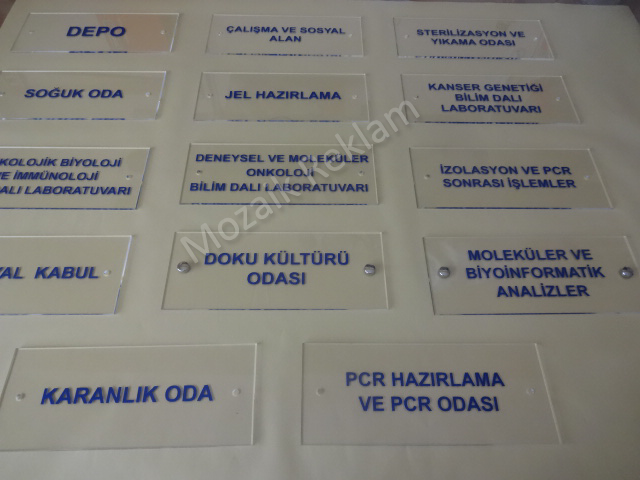 DEPO
ÇALIŞMA VE SOSYAL
ALAN
STERİLİZASYON VE
YIKAMA ODASI
SOĞUK ODA
JEL HAZIRLAMA
KANSER GENETİĞİ
BİLİM DALI
LABORATUVARI
KOLOJİK BİYOLOJİ
VE İMMÜNOLOJİ
DALI LABORATUVARI
DENEYSEL VE MOLEKÜLER
ONKOLOJİ
BİLİM DALI LABORATUVARI
İZOLASYON VE PCR
SONRASI İŞLEMLER
KABUL
DOKU KÜLTÜRÜ
ODASI
MOLEKÜLER VE
BİYOİNFORMATİK
ANALİZLER
KARANLIK ODA
PCR HAZIRLAMA
VE PCR ODASI
Mozaik Reklam